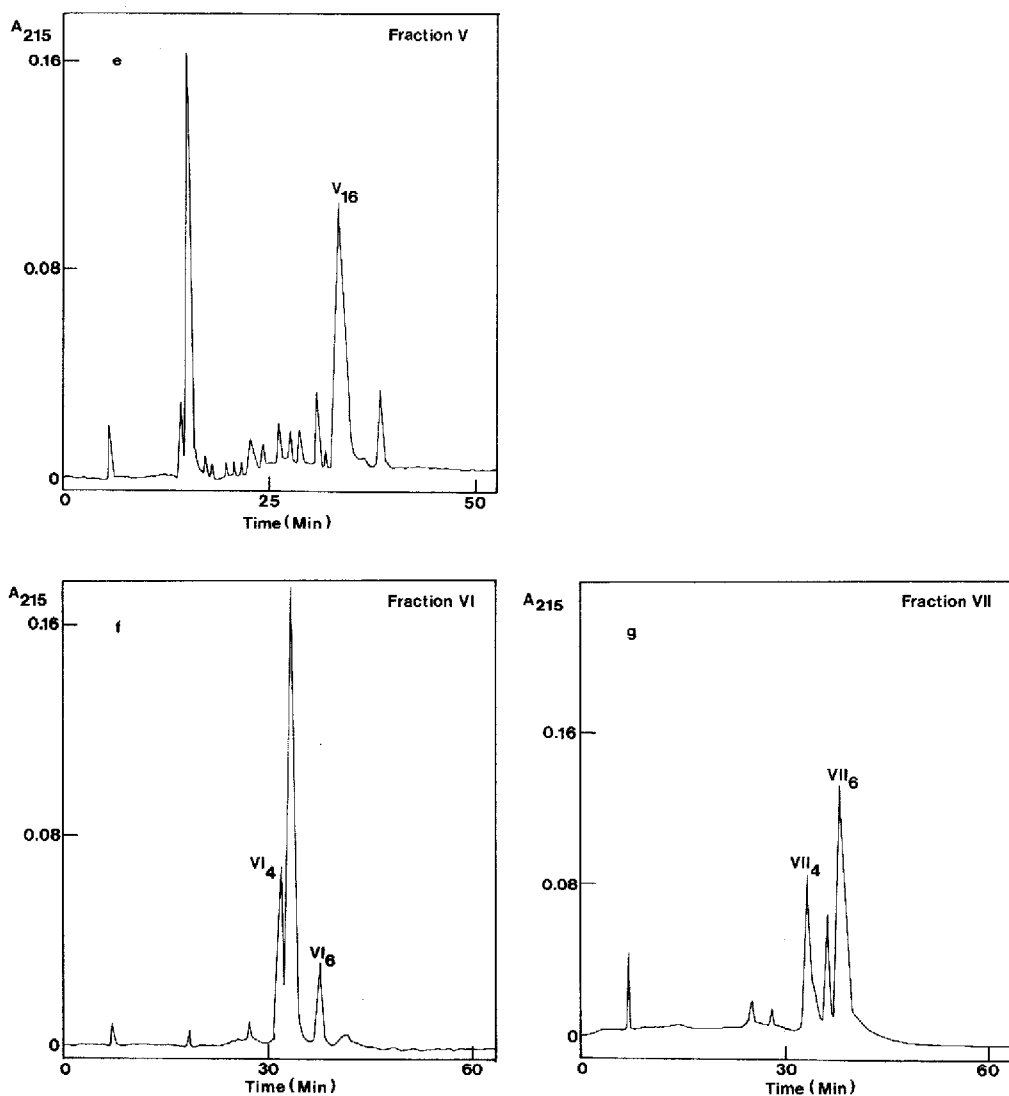 A215
Fraction V
0.16
e
V16
0.08
0
0
25
50
Time (Min)
A215
Fraction VI
0.16
f
0.08
VI4
VI6
0
0
30
60
Time (Min)
A215
Fraction VII
g
0.16
VII6
VII4
0.08
0
0
30
60
Time (Min)